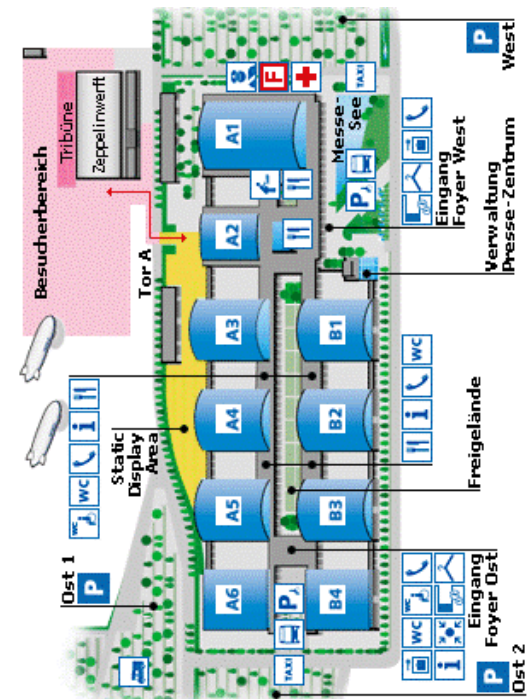 Besucherbereich
Tribüne
Zeppelinwerft
Tor A
Static
Display
Area
Ost 1
P
WC
WC
i
A1
A2
A3
A4
A5
A6
B1
B2
B3
B4
F
TAXI
P
West
Messe-
See
P
Eingang
Foyer West
Verwaltung
Presse-Zentrum
WC
i
Freigelände
Eingang
Foyer Ost
WC
WC
i
P
TAXI
P
Ost 2